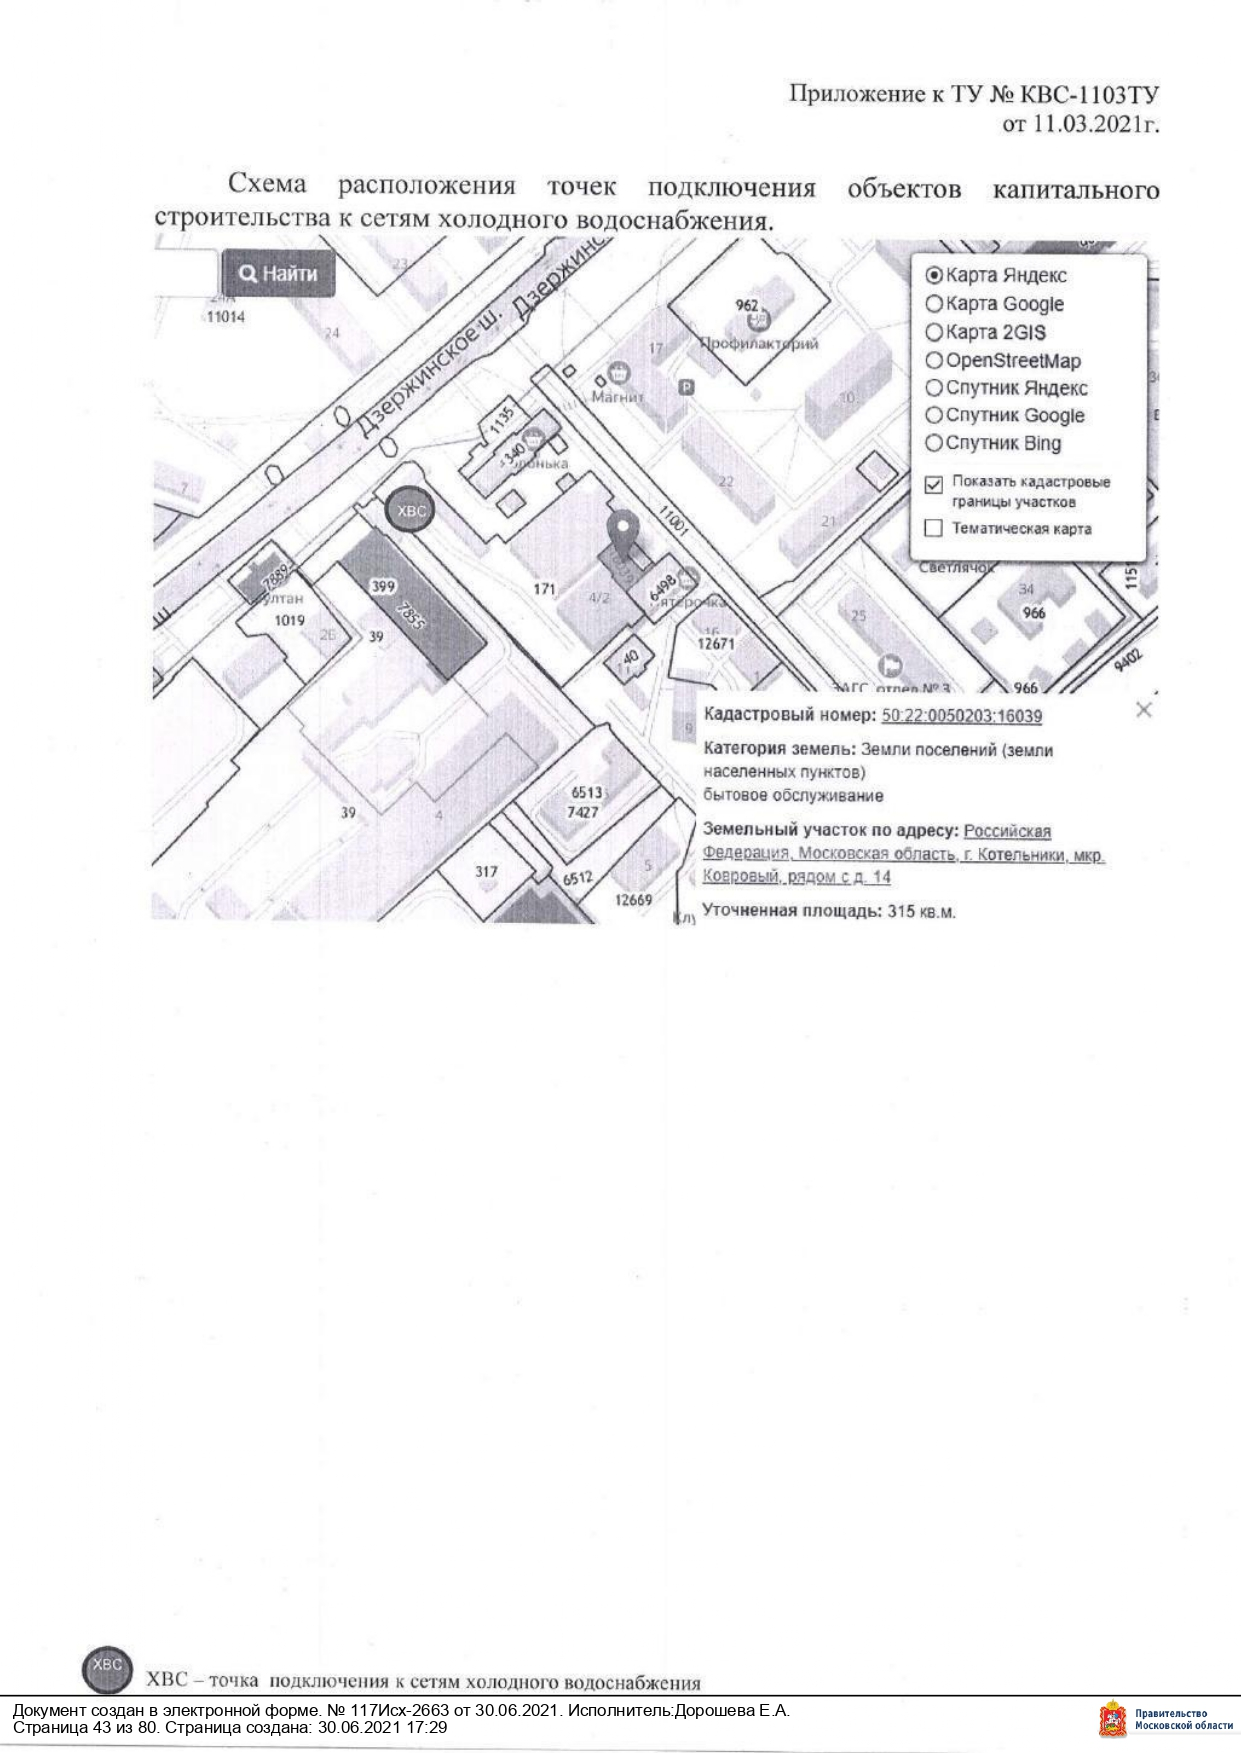 Приложение к ТУ № КВС-1103ТУ
от 11.03.2021г.
Схема расположения точек подключения объектов капитального
строительства к сетям холодного водоснабжения.
Найти
24А
11014
23
24
Дзержинское ш.
Дзержинс
962
Профилакторий
17
Магнит
P
10
22
21
7
1135
340
ХВС
11001
7889
1019
26
399
7855
39
171
4/2
6498
40
16
12671
1
25
Светлячок
34
966
1151
9402
966
9
39
4
6513
7427
317
6512
5
12669
Карта Яндекс
Карта Google
Карта 2GIS
OpenStreetMap
Спутник Яндекс
Спутник Google
Спутник Bing
Показать кадастровые
границы участков
Тематическая карта
Кадастровый номер: 50:22:0050203:16039
Категория земель: Земли поселений (земли
населенных пунктов)
бытовое обслуживание
Земельный участок по адресу: Российская
Федерация, Московская область, г. Котельники, мкр.
Ковровый, рядом с д. 14
Уточненная площадь: 315 кв.м.
ХВС
ХВС – точка подключения к сетям холодного водоснабжения
Документ создан в электронной форме. № 117Исх-2663 от 30.06.2021. Исполнитель:Дорошева Е.А.
Страница 43 из 80. Страница создана: 30.06.2021 17:29
Правительство
Московской области